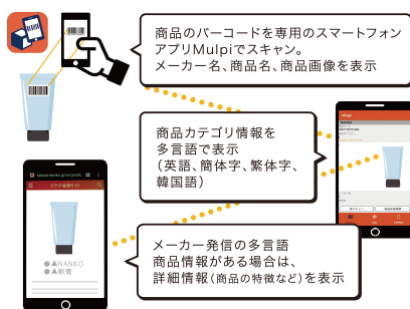 商品のバーコードを専用のスマートフォン
アプリMulpiでスキャン。
メーカー名、商品名、商品画像を表示
商品カテゴリ情報を
多言語で表示
(英語、簡体字、繁体字、
韓国語)
Mulpi
●▲NANKO
●▲軟膏
メーカー発信の多言語
商品情報がある場合は、
詳細情報(商品の特徴など)を表示